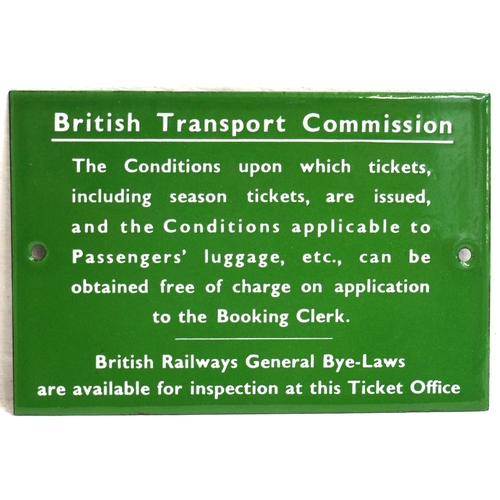 British Transport Commission
The Conditions upon which tickets,
including season tickets, are issued,
and the Conditions applicable to
Passengers' luggage, etc., can be
obtained free of charge on application
to the Booking Clerk.
British Railways General Bye-Laws
are available for inspection at this Ticket Office